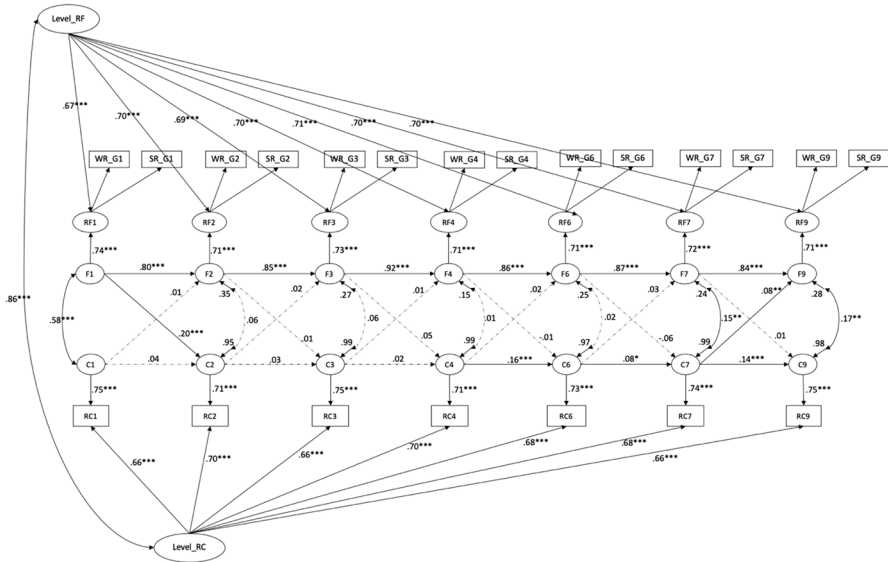 Level_RF
.67***
.70***
.69***
.70***
.71***
.70***
.70***
WR_G1 SR_G1 WR_G2 SR_G2 WR_G3 SR_G3 WR_G4 SR_G4 WR_G6 SR_G6 WR_G7 SR_G7 WR_G9 SR_G9
RF1 RF2 RF3 RF4 RF6 RF7 RF9
.74*** .71*** .73*** .71*** .71*** .72*** .71***
F1 .80*** F2 .85*** F3 .92*** F4 .86*** F6 .87*** F7 .84*** F9
.01 .35 .02 .27 .01 .15 .02 .25 .03 .24 .08** .28
.86*** .58*** .20*** .06 .01 .06 .05 .01 -.01 .02 -.06 .15** .01 .17**
.95 .99 .99 .97 .99 .98
C1 .04 C2 .03 C3 .02 C4 .16*** C6 .08* C7 .14*** C9
.75*** .71*** .75*** .71*** .73*** .74*** .75***
RC1 RC2 RC3 RC4 RC6 RC7 RC9
.66*** .70*** .66*** .70*** .68*** .68*** .66***
Level_RC